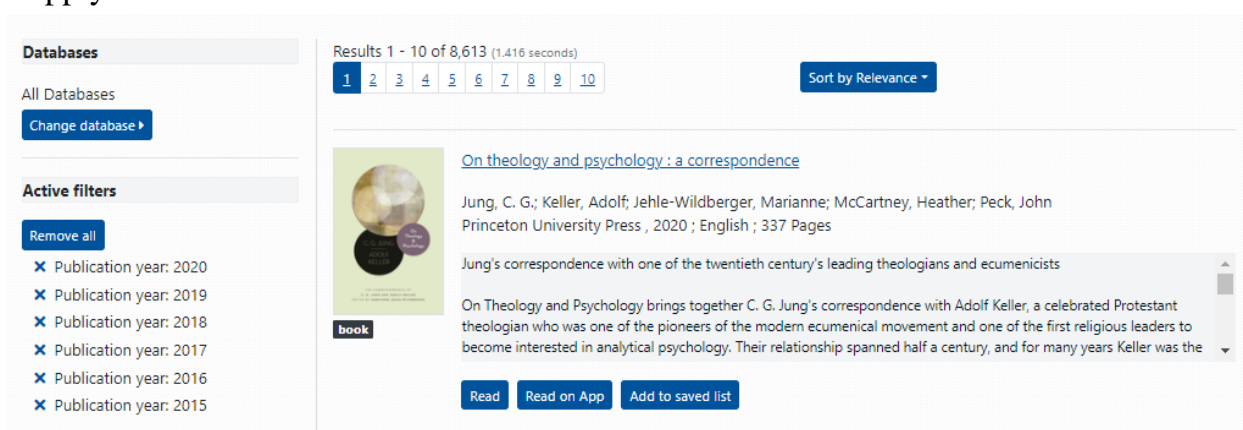 Databases
All Databases
Change database
Active filters
Remove all
Publication year: 2020
Publication year: 2019
Publication year: 2018
Publication year: 2017
Publication year: 2016
Publication year: 2015
Results 1 - 10 of 8,613 (1.416 seconds)
1 2 3 4 5 6 7 8 9 10
Sort by Relevance
book
On theology and psychology : a correspondence
Jung, C. G.; Keller, Adolf; Jehle-Wildberger, Marianne; McCartney, Heather; Peck, John
Princeton University Press , 2020 ; English ; 337 Pages
Jung's correspondence with one of the twentieth century's leading theologians and ecumenicists
On Theology and Psychology brings together C. G. Jung's correspondence with Adolf Keller, a celebrated Protestant
theologian who was one of the pioneers of the modern ecumenical movement and one of the first religious leaders to
become interested in analytical psychology. Their relationship spanned half a century, and for many years Keller was the
Read
Read on App
Add to saved list